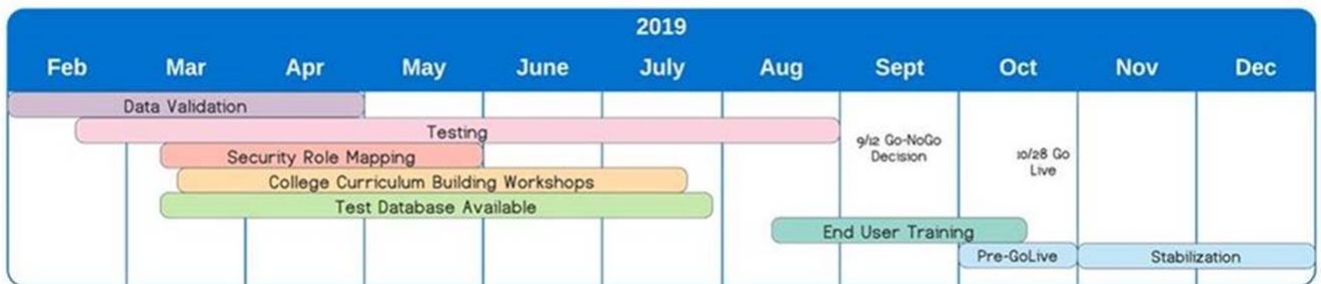 2019
Feb Mar Apr May June July Aug Sept Oct Nov Dec
Data Validation
Testing
9/12 Go-NoGo
Decision
10/28 Go
Live
Security Role Mapping
College Curriculum Building Workshops
Test Database Available
End User Training
Pre-GoLive
Stabilization